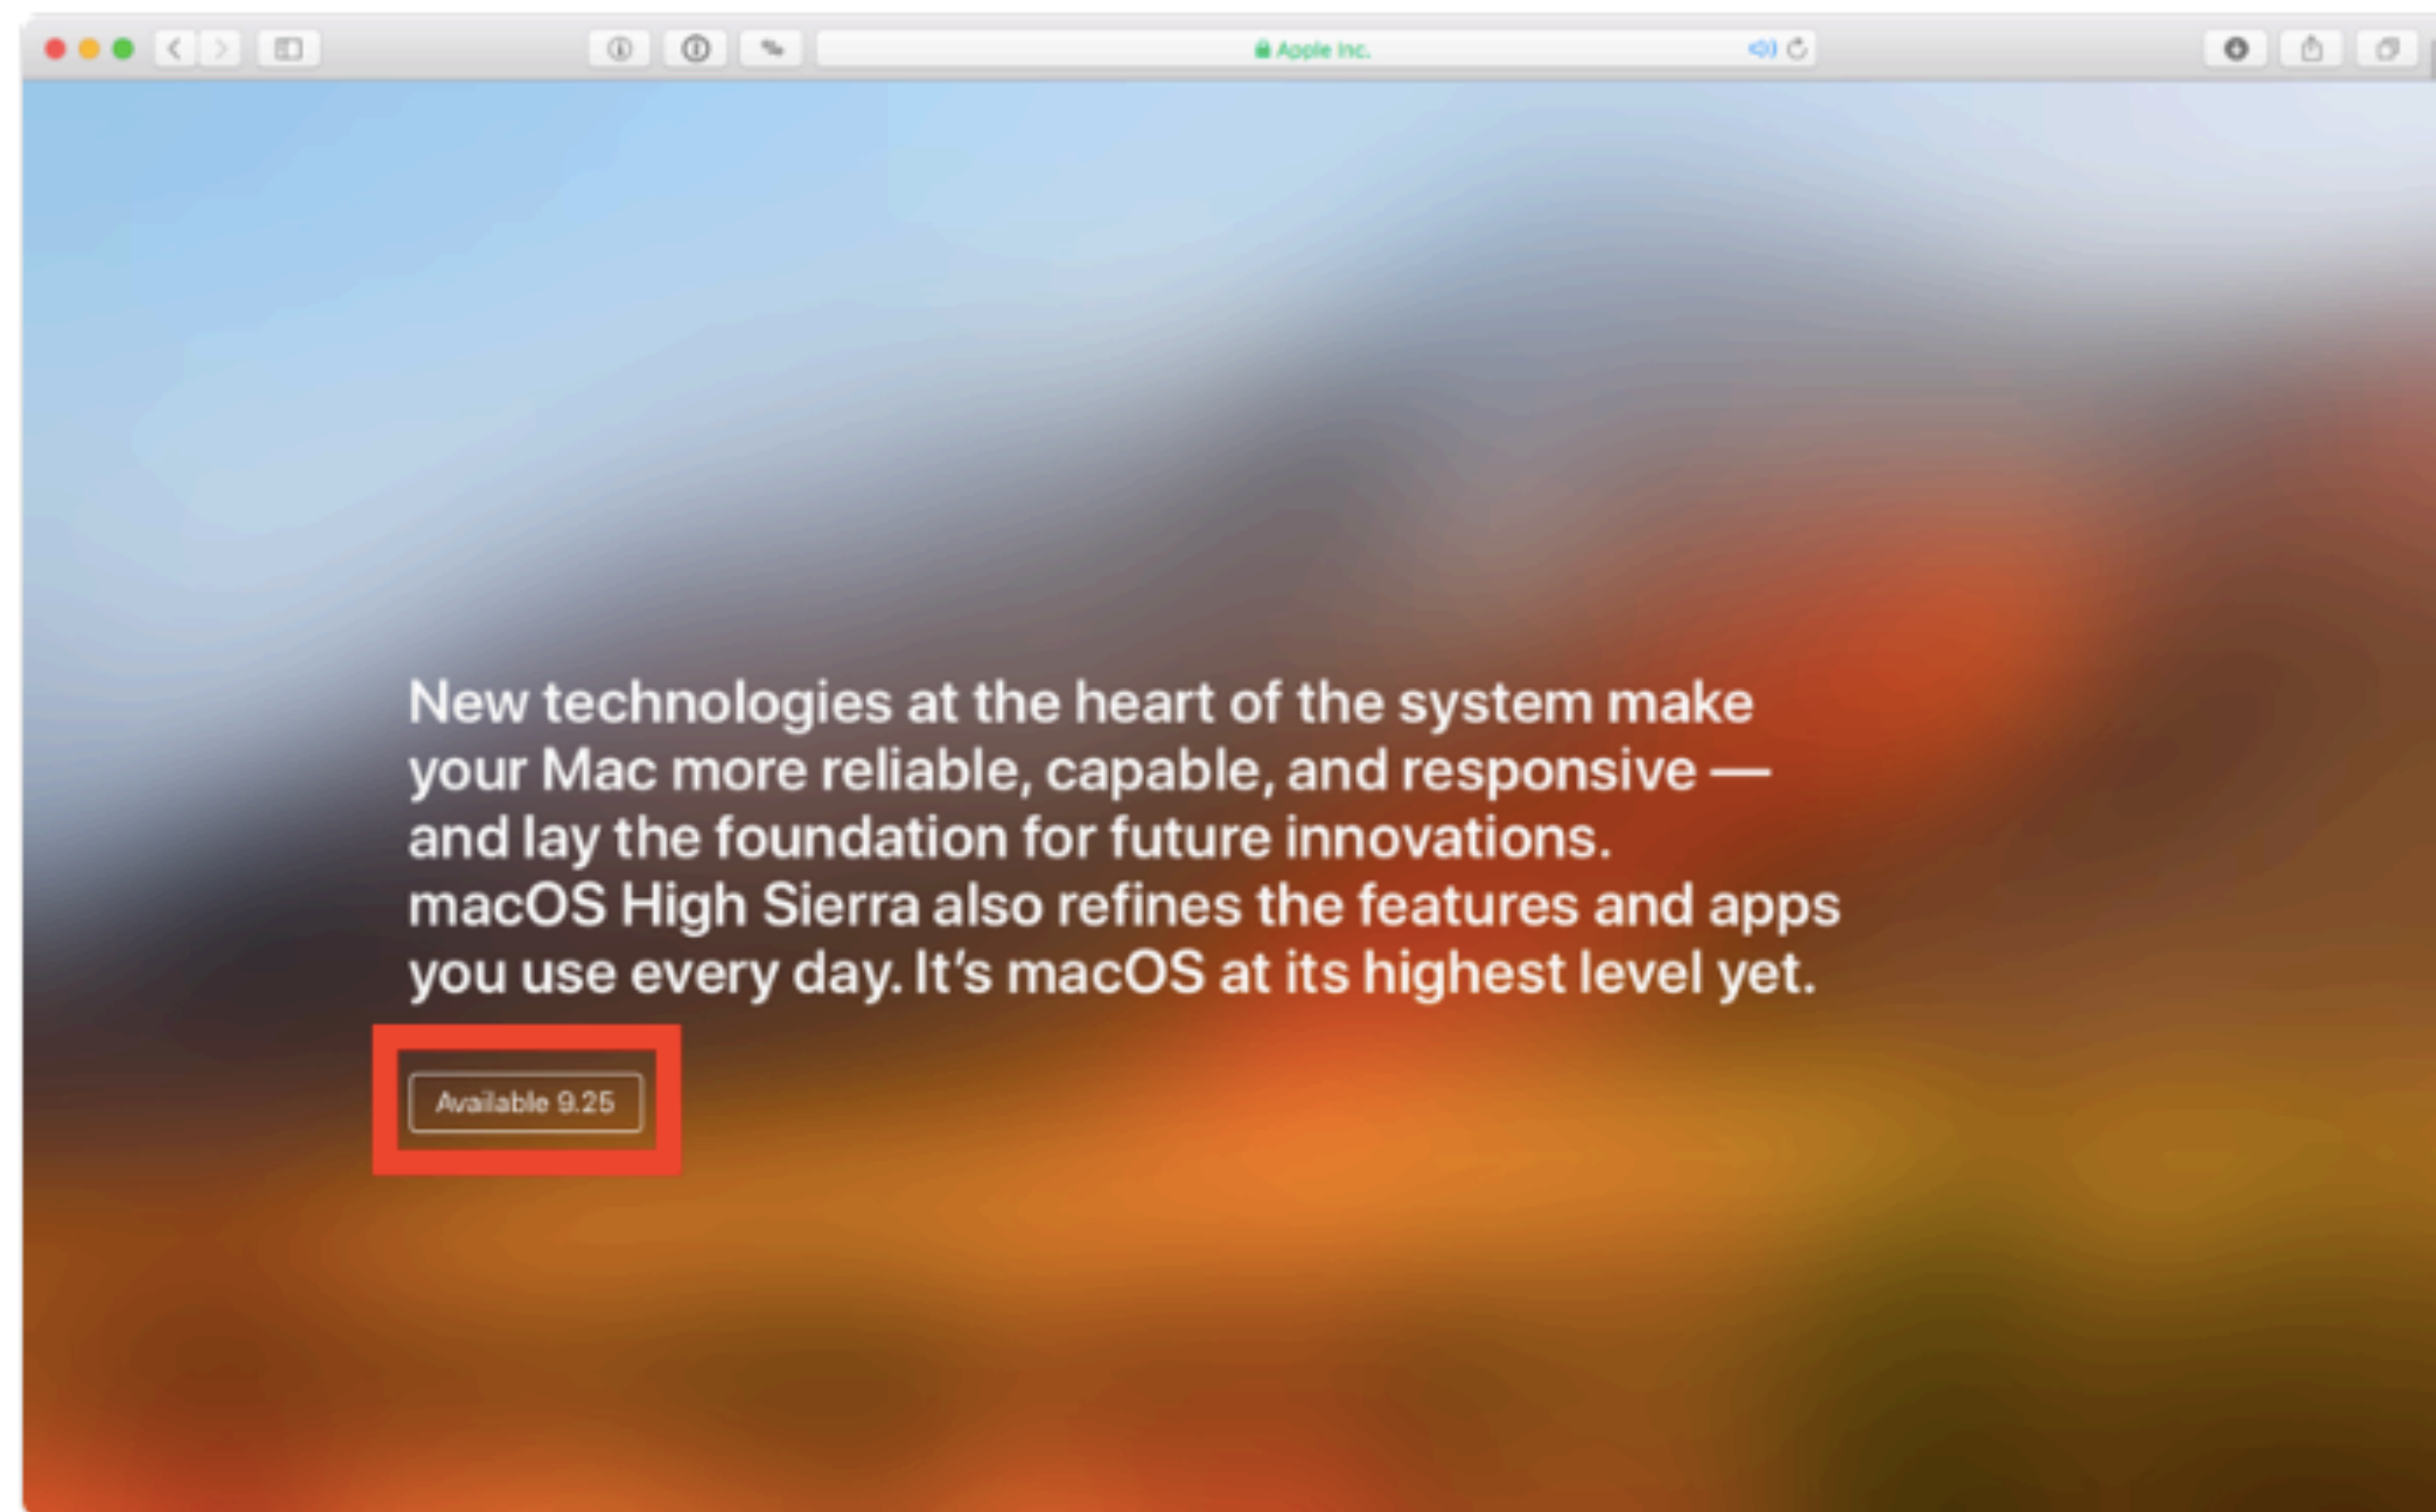 Apple Inc.
New technologies at the heart of the system make
your Mac more reliable, capable, and responsive —
and lay the foundation for future innovations.
macOS High Sierra also refines the features and apps
you use every day. It’s macOS at its highest level yet.
Available 9.25